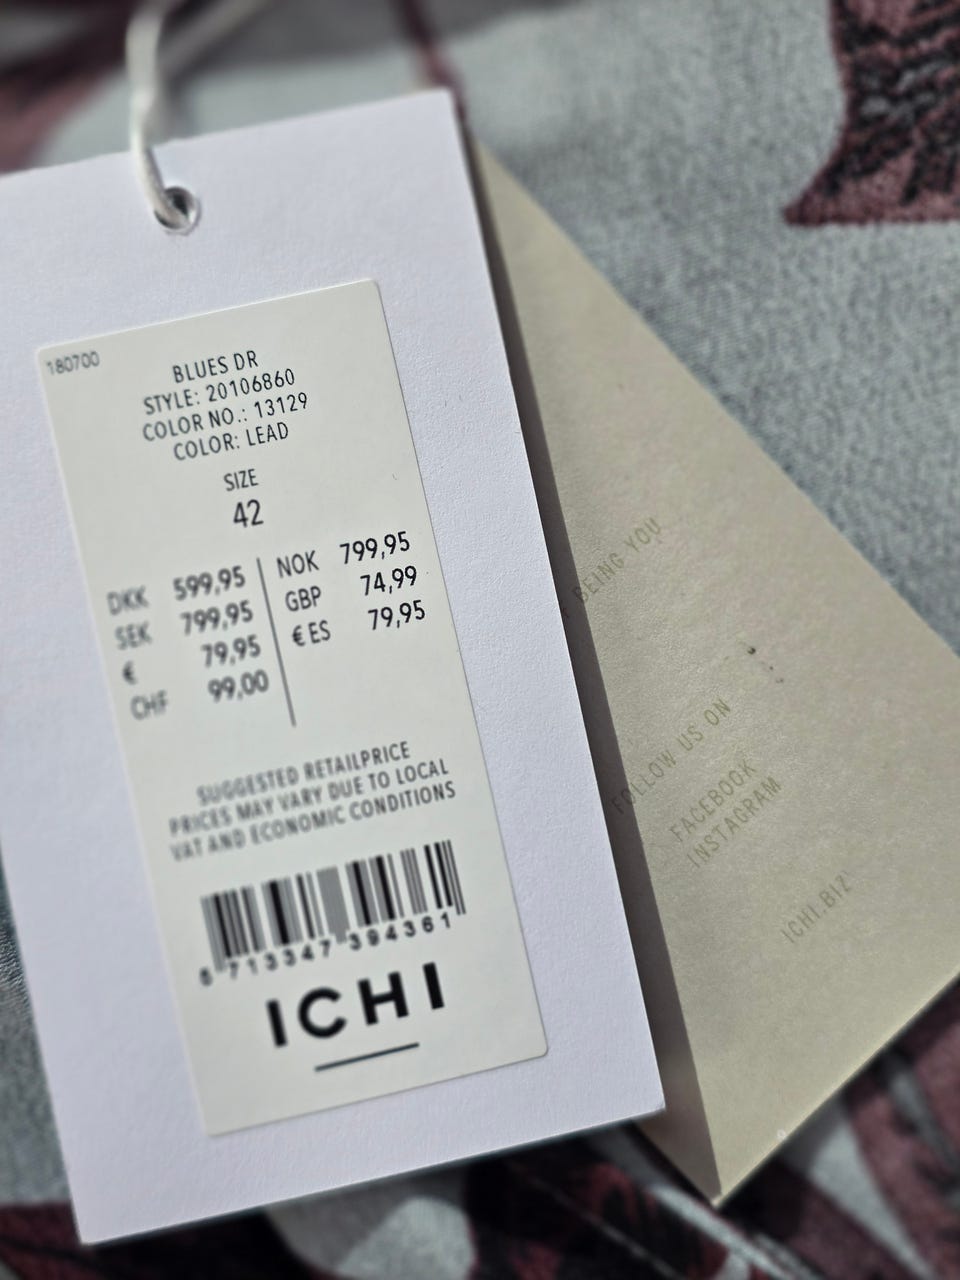 180700
BLUES DR
STYLE: 20106860
COLOR NO.: 13129
COLOR: LEAD
SIZE
42
DKK 599,95
SEK 799,95
€ 79,95
CHF 99,00
NOK 799,95
GBP 74,99
€ ES 79,95
SUGGESTED RETAILPRICE
PRICES MAY VARY DUE TO LOCAL
VAT AND ECONOMIC CONDITIONS
713347 394361
ICHI
BEING YOU
FOLLOW US ON
FACEBOOK
INSTAGRAM
ICHI.BIZ